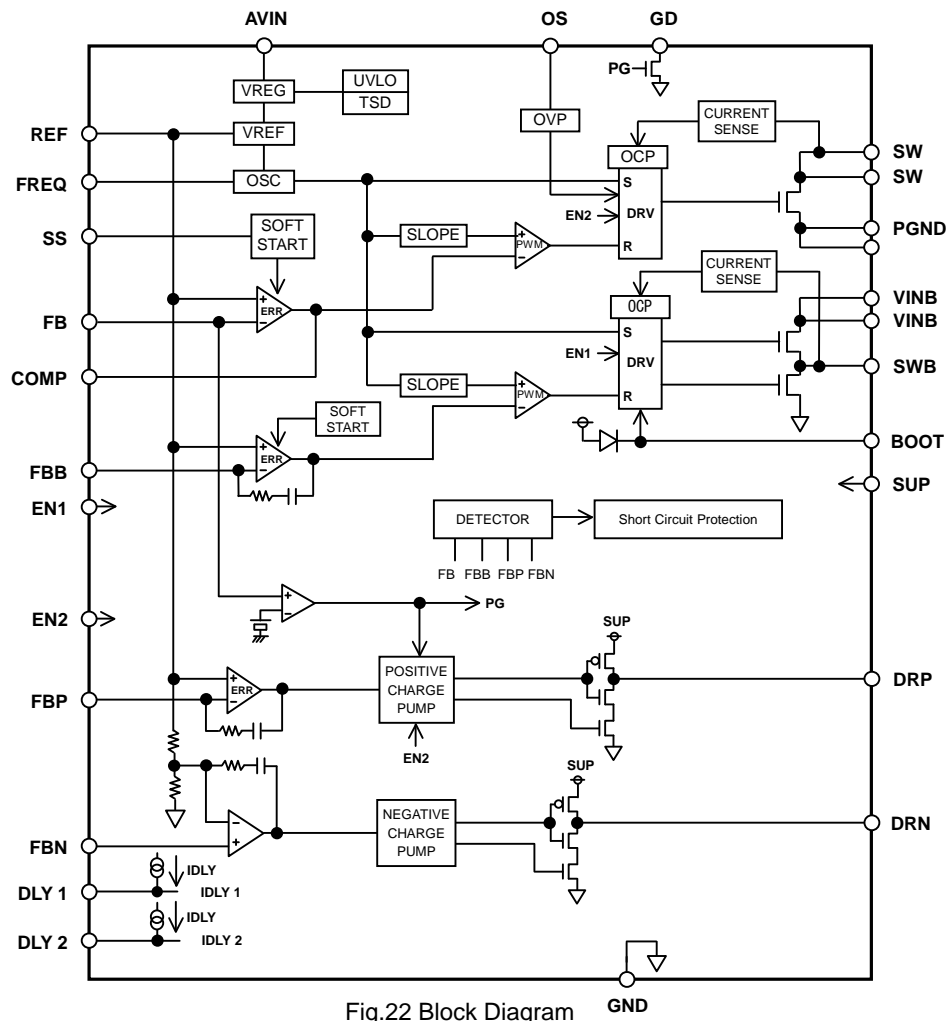 AVIN
OS
GD
PG
UVLO
VREG
TSD
CURRENT
SENSE
OVP
REF
VREF
OCP
SW
SW
FREQ
OSC
S
EN2
DRV
SOFT
START
SS
SLOPE
+
PWM
−
R
PGND
CURRENT
SENSE
+
ERR
−
OCP
VINB
FB
VINB
S
EN1
DRV
SWB
COMP
SLOPE
+
PWM
−
R
SOFT
START
+
ERR
−
BOOT
FBB
SUP
EN1
DETECTOR
Short Circuit Protection
FB FBB FBP FBN
+
−
PG
EN2
SUP
POSITIVE
CHARGE
PUMP
+
ERR
−
FBP
DRP
EN2
SUP
NEGATIVE
CHARGE
PUMP
−
+
DRN
FBN
IDLY
DLY 1
IDLY 1
IDLY
DLY 2
IDLY 2
GND
Fig.22 Block Diagram